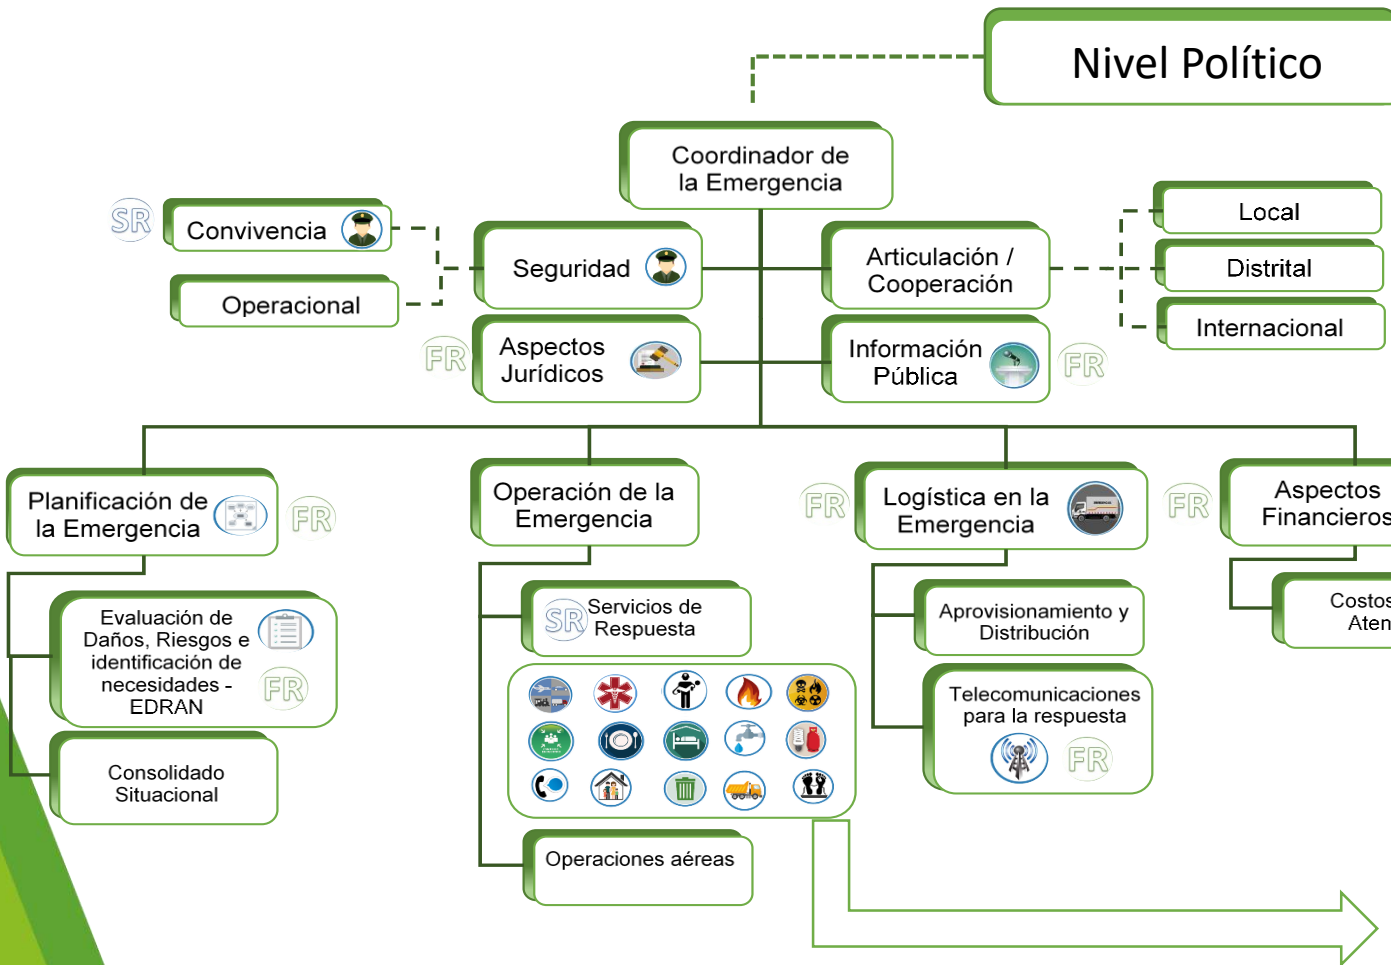 Nivel Político
Coordinador de
la Emergencia
SR
Convivencia
Operacional
Seguridad
Articulación /
Cooperación
Local
Distrital
Internacional
FR
Aspectos
Jurídicos
Información
Pública
FR
Planificación de
la Emergencia
FR
Operación de la
Emergencia
FR
Logística en la
Emergencia
FR
Aspectos
Financieros
Evaluación de
Daños, Riesgos e
identificación de
necesidades -
EDRAN
FR
Consolidado
Situacional
SR
Servicios de
Respuesta
Operaciones aéreas
Aprovisionamiento y
Distribución
Telecomunicaciones
para la respuesta
FR
Costos
Aten